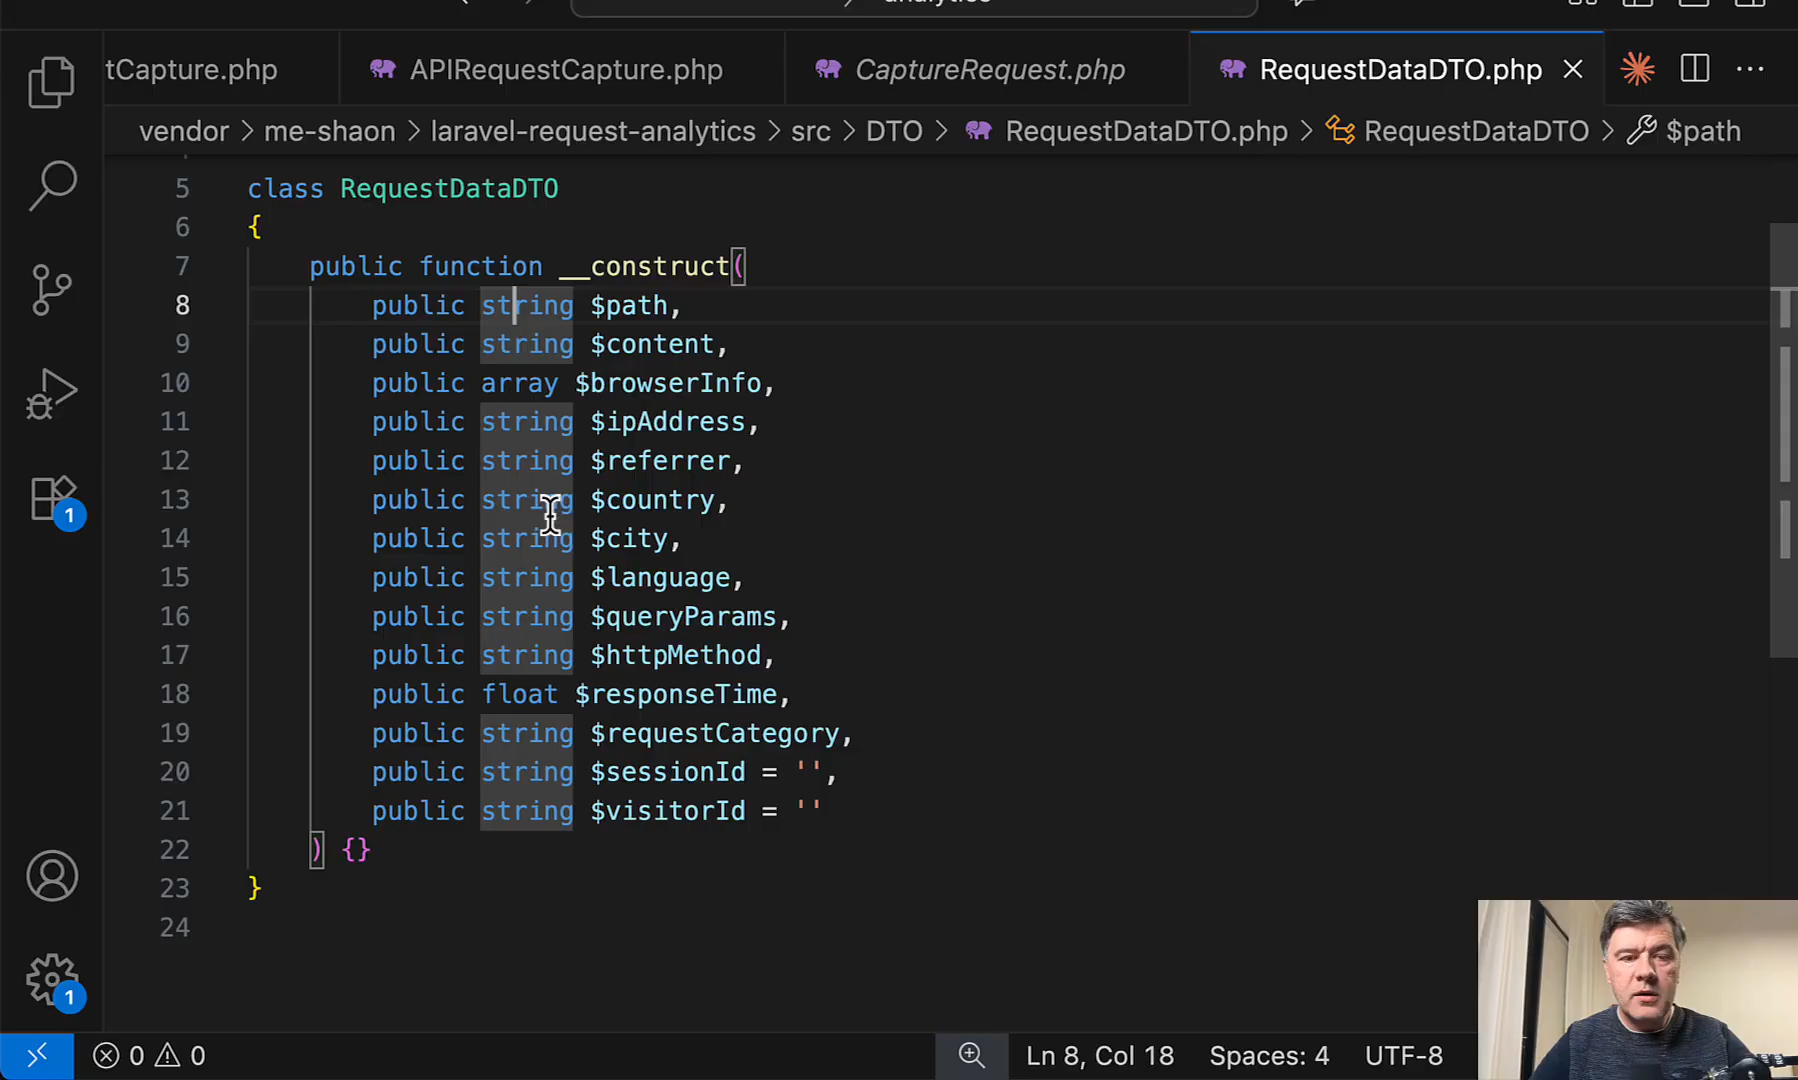 analytics
tCapture.php
APIRequestCapture.php
CaptureRequest.php
RequestDataDTO.php
vendor > me-shaon > laravel-request-analytics > src > DTO > RequestDataDTO.php > RequestDataDTO > $path
5 class RequestDataDTO
6 {
7 public function __construct(
8 public string $path,
9 public string $content,
10 public array $browserInfo,
11 public string $ipAddress,
12 public string $referrer,
13 public string $country,
14 public string $city,
15 public string $language,
16 public string $queryParams,
17 public string $httpMethod,
18 public float $responseTime,
19 public string $requestCategory,
20 public string $sessionId = '',
21 public string $visitorId = ''
22 ) {}
23 }
24
1
1
0 0
Ln 8, Col 18
Spaces: 4
UTF-8